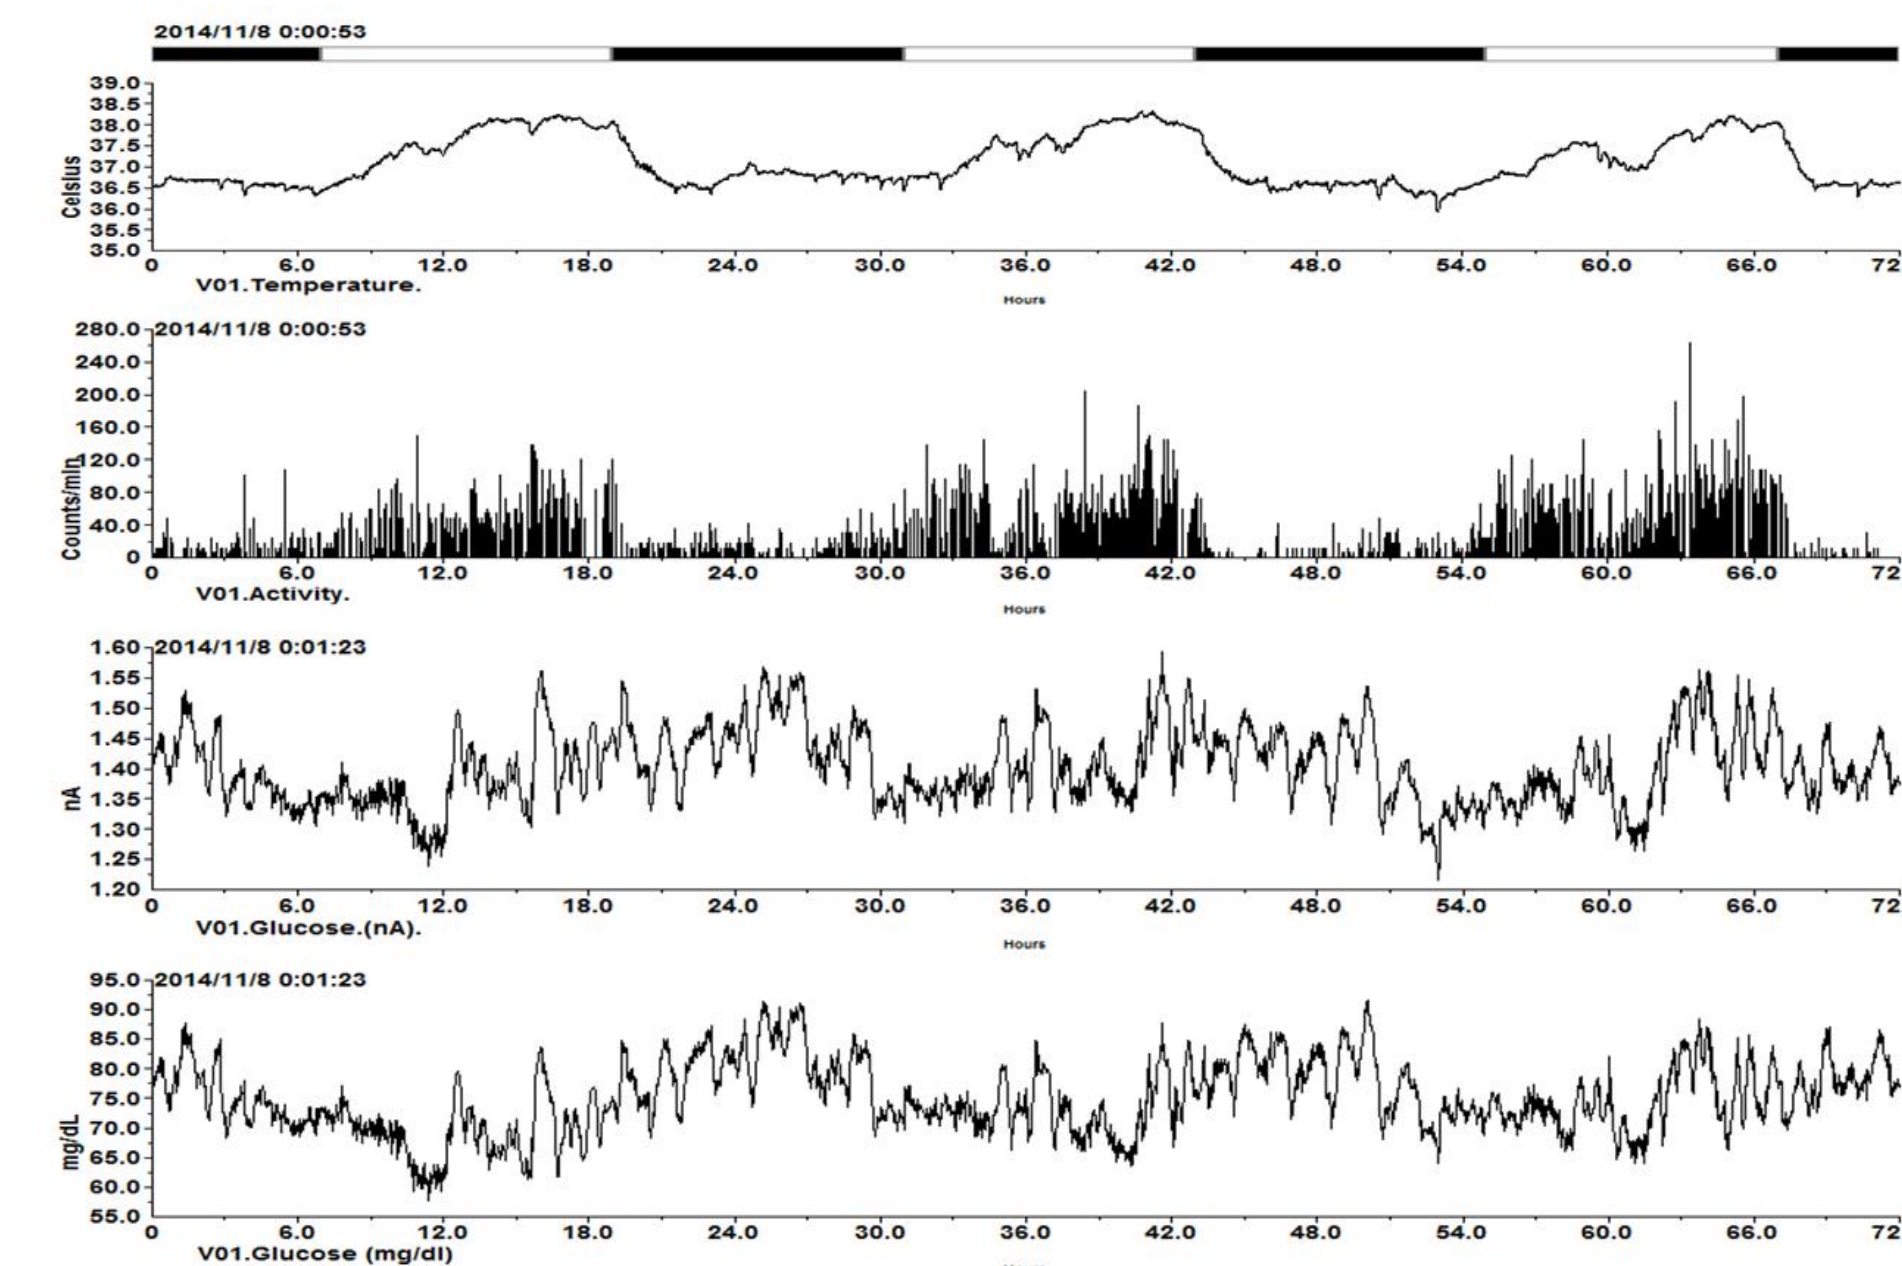 2014/11/8 0:00:53
39.0
38.5
38.0
37.5
37.0
36.5
36.0
35.5
35.0
Celsius
0 6.0 12.0 18.0 24.0 30.0 36.0 42.0 48.0 54.0 60.0 66.0 72
V01.Temperature.
Hours
280.0 2014/11/8 0:00:53
240.0
200.0
160.0
120.0
80.0
40.0
0
Counts/min
0 6.0 12.0 18.0 24.0 30.0 36.0 42.0 48.0 54.0 60.0 66.0 72
V01.Activity.
Hours
1.60 2014/11/8 0:01:23
1.55
1.50
1.45
1.40
1.35
1.30
1.25
1.20
nA
0 6.0 12.0 18.0 24.0 30.0 36.0 42.0 48.0 54.0 60.0 66.0 72
V01.Glucose.(nA).
Hours
95.0 2014/11/8 0:01:23
90.0
85.0
80.0
75.0
70.0
65.0
60.0
55.0
mg/dL
0 6.0 12.0 18.0 24.0 30.0 36.0 42.0 48.0 54.0 60.0 66.0 72
V01.Glucose (mg/dl)